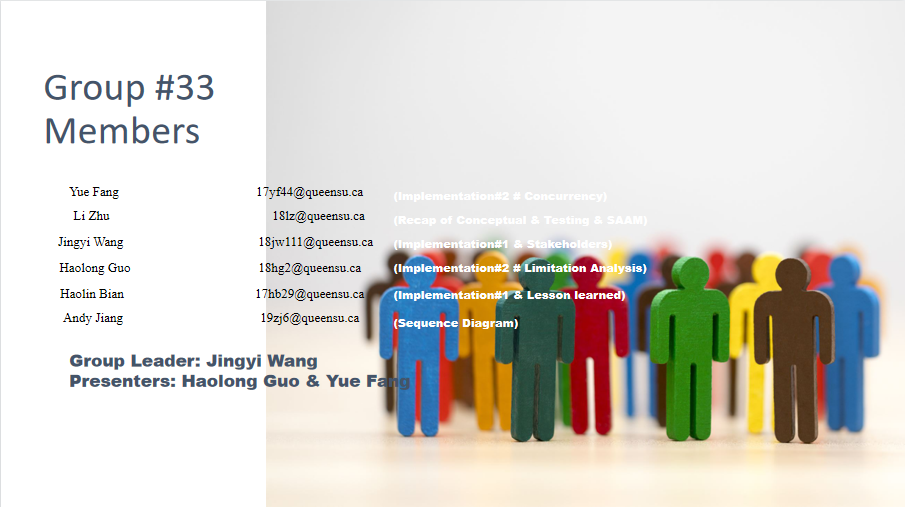 Group #33
Members
Yue Fang 17yf44@queensu.ca (Implementation#2 # Concurrency)
Li Zhu 18lz@queensu.ca (Recap of Conceptual & Testing & SAAM)
Jingyi Wang 18jw111@queensu.ca (Implementation#1 & Stakeholders)
Haolong Guo 18hg2@queensu.ca (Implementation#2 # Limitation Analysis)
Haolin Bian 17hb29@queensu.ca (Implementation#1 & Lesson learned)
Andy Jiang 19zj6@queensu.ca (Sequence Diagram)
Group Leader: Jingyi Wang
Presenters: Haolong Guo & Yue Fang